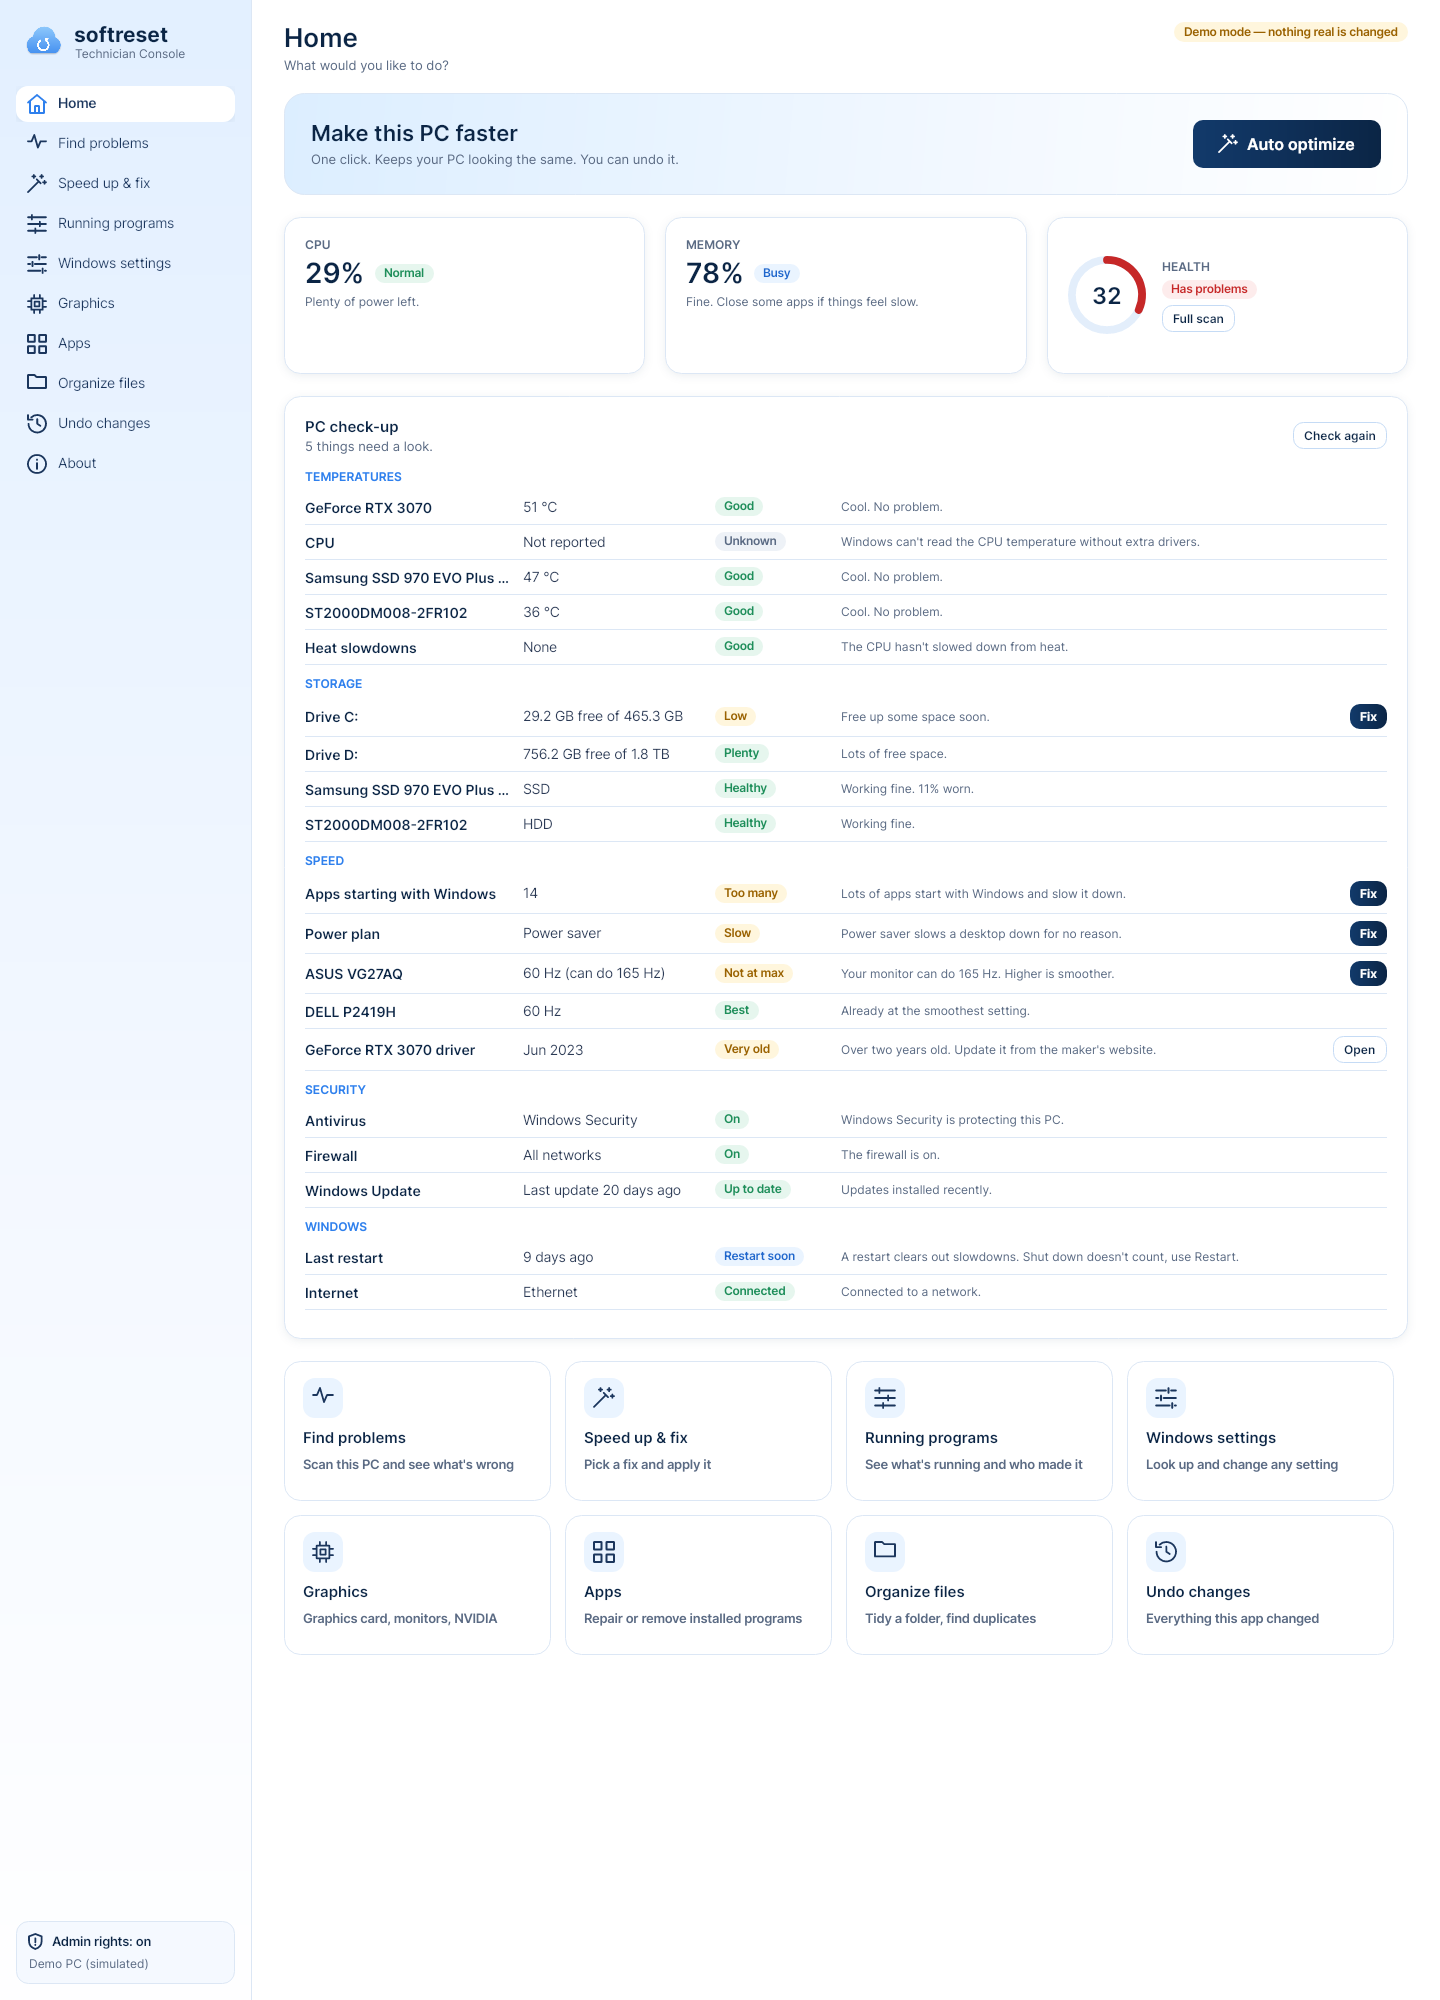 softreset
Technician Console
Home
Find problems
Speed up & fix
Running programs
Windows settings
Graphics
Apps
Organize files
Undo changes
About
Admin rights: on
Demo PC (simulated)
Home
What would you like to do?
Demo mode — nothing real is changed
Make this PC faster
One click. Keeps your PC looking the same. You can undo it.
Auto optimize
CPU
29% Normal
Plenty of power left.
MEMORY
78% Busy
Fine. Close some apps if things feel slow.
32
HEALTH
Has problems
Full scan
PC check-up
5 things need a look.
Check again
TEMPERATURES
GeForce RTX 3070 51 °C Good Cool. No problem.
CPU Not reported Unknown Windows can't read the CPU temperature without extra drivers.
Samsung SSD 970 EVO Plus ... 47 °C Good Cool. No problem.
ST2000DM008-2FR102 36 °C Good Cool. No problem.
Heat slowdowns None Good The CPU hasn't slowed down from heat.
STORAGE
Drive C: 29.2 GB free of 465.3 GB Low Free up some space soon. Fix
Drive D: 756.2 GB free of 1.8 TB Plenty Lots of free space.
Samsung SSD 970 EVO Plus ... SSD Healthy Working fine. 11% worn.
ST2000DM008-2FR102 HDD Healthy Working fine.
SPEED
Apps starting with Windows 14 Too many Lots of apps start with Windows and slow it down. Fix
Power plan Power saver Slow Power saver slows a desktop down for no reason. Fix
ASUS VG27AQ 60 Hz (can do 165 Hz) Not at max Your monitor can do 165 Hz. Higher is smoother. Fix
DELL P2419H 60 Hz Best Already at the smoothest setting.
GeForce RTX 3070 driver Jun 2023 Very old Over two years old. Update it from the maker's website. Open
SECURITY
Antivirus Windows Security On Windows Security is protecting this PC.
Firewall All networks On The firewall is on.
Windows Update Last update 20 days ago Up to date Updates installed recently.
WINDOWS
Last restart 9 days ago Restart soon A restart clears out slowdowns. Shut down doesn't count, use Restart.
Internet Ethernet Connected Connected to a network.
Find problems
Scan this PC and see what's wrong
Speed up & fix
Pick a fix and apply it
Running programs
See what's running and who made it
Windows settings
Look up and change any setting
Graphics
Graphics card, monitors, NVIDIA
Apps
Repair or remove installed programs
Organize files
Tidy a folder, find duplicates
Undo changes
Everything this app changed